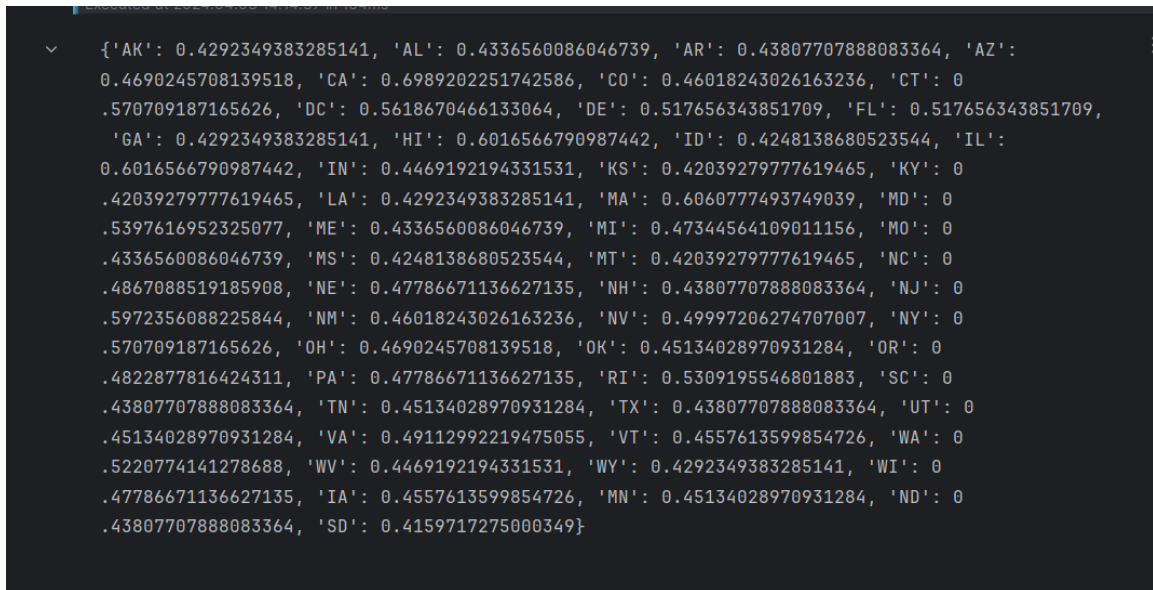 {'AK': 0.4292349383285141, 'AL': 0.4336560086046739, 'AR': 0.43807707888083364, 'AZ':
0.4690245708139518, 'CA': 0.6989202251742586, 'CO': 0.46018243026163236, 'CT': 0
.570709187165626, 'DC': 0.5618670466133064, 'DE': 0.517656343851709, 'FL': 0.517656343851709,
'GA': 0.4292349383285141, 'HI': 0.6016566790987442, 'ID': 0.4248138680523544, 'IL':
0.6016566790987442, 'IN': 0.4469192194331531, 'KS': 0.42039279777619465, 'KY': 0
.42039279777619465, 'LA': 0.4292349383285141, 'MA': 0.6060777493749039, 'MD': 0
.5397616952325077, 'ME': 0.4336560086046739, 'MI': 0.47344564109011156, 'MO': 0
.4336560086046739, 'MS': 0.4248138680523544, 'MT': 0.42039279777619465, 'NC': 0
.4867088519185908, 'NE': 0.47786671136627135, 'NH': 0.43807707888083364, 'NJ': 0
.5972356088225844, 'NM': 0.46018243026163236, 'NV': 0.49997206274707007, 'NY': 0
.570709187165626, 'OH': 0.4690245708139518, 'OK': 0.45134028970931284, 'OR': 0
.4822877816424311, 'PA': 0.47786671136627135, 'RI': 0.5309195546801883, 'SC': 0
.43807707888083364, 'TN': 0.45134028970931284, 'TX': 0.43807707888083364, 'UT': 0
.45134028970931284, 'VA': 0.49112992219475055, 'VT': 0.4557613599854726, 'WA': 0
.5220774141278688, 'WV': 0.4469192194331531, 'WY': 0.4292349383285141, 'WI': 0
.47786671136627135, 'IA': 0.4557613599854726, 'MN': 0.45134028970931284, 'ND': 0
.43807707888083364, 'SD': 0.4159717275000349}